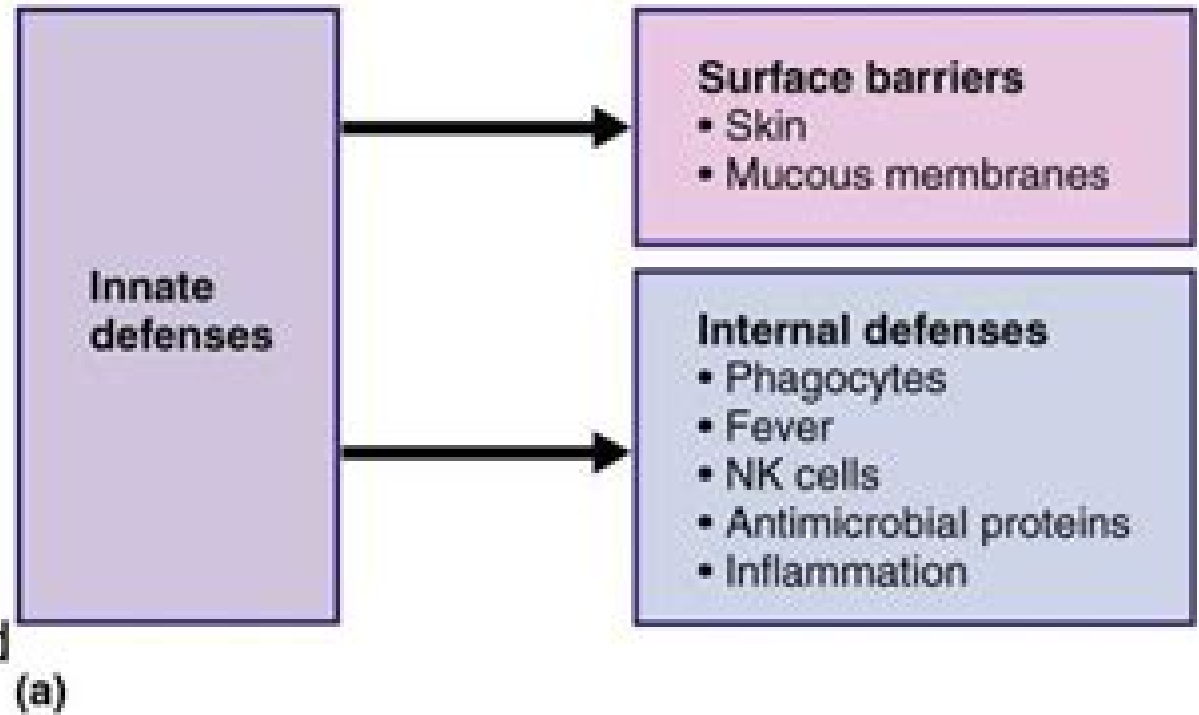 Innate
defenses
Surface barriers
• Skin
• Mucous membranes
Internal defenses
• Phagocytes
• Fever
• NK cells
• Antimicrobial proteins
• Inflammation
(a)